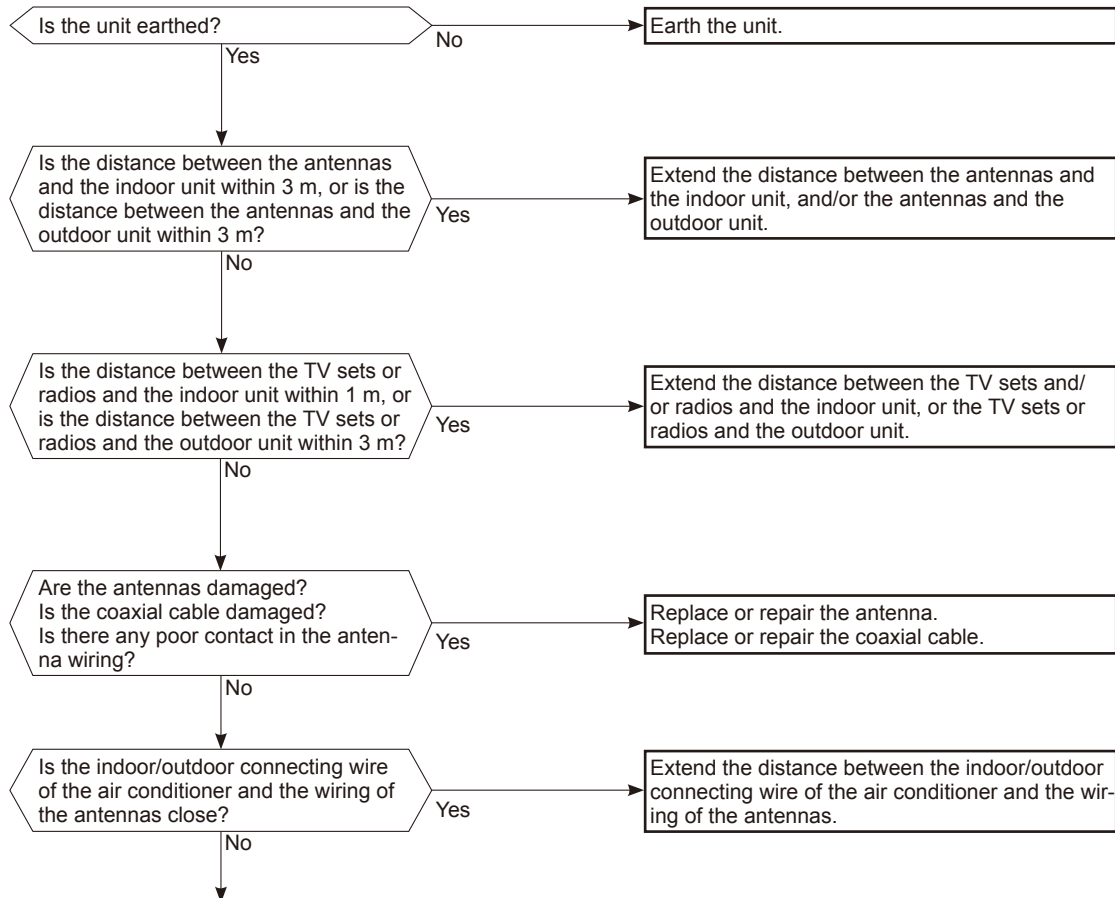 Is the unit earthed?
No
Earth the unit.
Yes
Is the distance between the antennas
and the indoor unit within 3 m, or is the
distance between the antennas and the
outdoor unit within 3 m?
Yes
Extend the distance between the antennas and
the indoor unit, and/or the antennas and the
outdoor unit.
No
Is the distance between the TV sets or
radios and the indoor unit within 1 m, or
is the distance between the TV sets or
radios and the outdoor unit within 3 m?
Yes
Extend the distance between the TV sets and/
or radios and the indoor unit, or the TV sets or
radios and the outdoor unit.
No
Are the antennas damaged?
Is the coaxial cable damaged?
Is there any poor contact in the anten-
na wiring?
Yes
Replace or repair the antenna.
Replace or repair the coaxial cable.
No
Is the indoor/outdoor connecting wire
of the air conditioner and the wiring of
the antennas close?
Yes
Extend the distance between the indoor/outdoor
connecting wire of the air conditioner and the wir-
ing of the antennas.
No